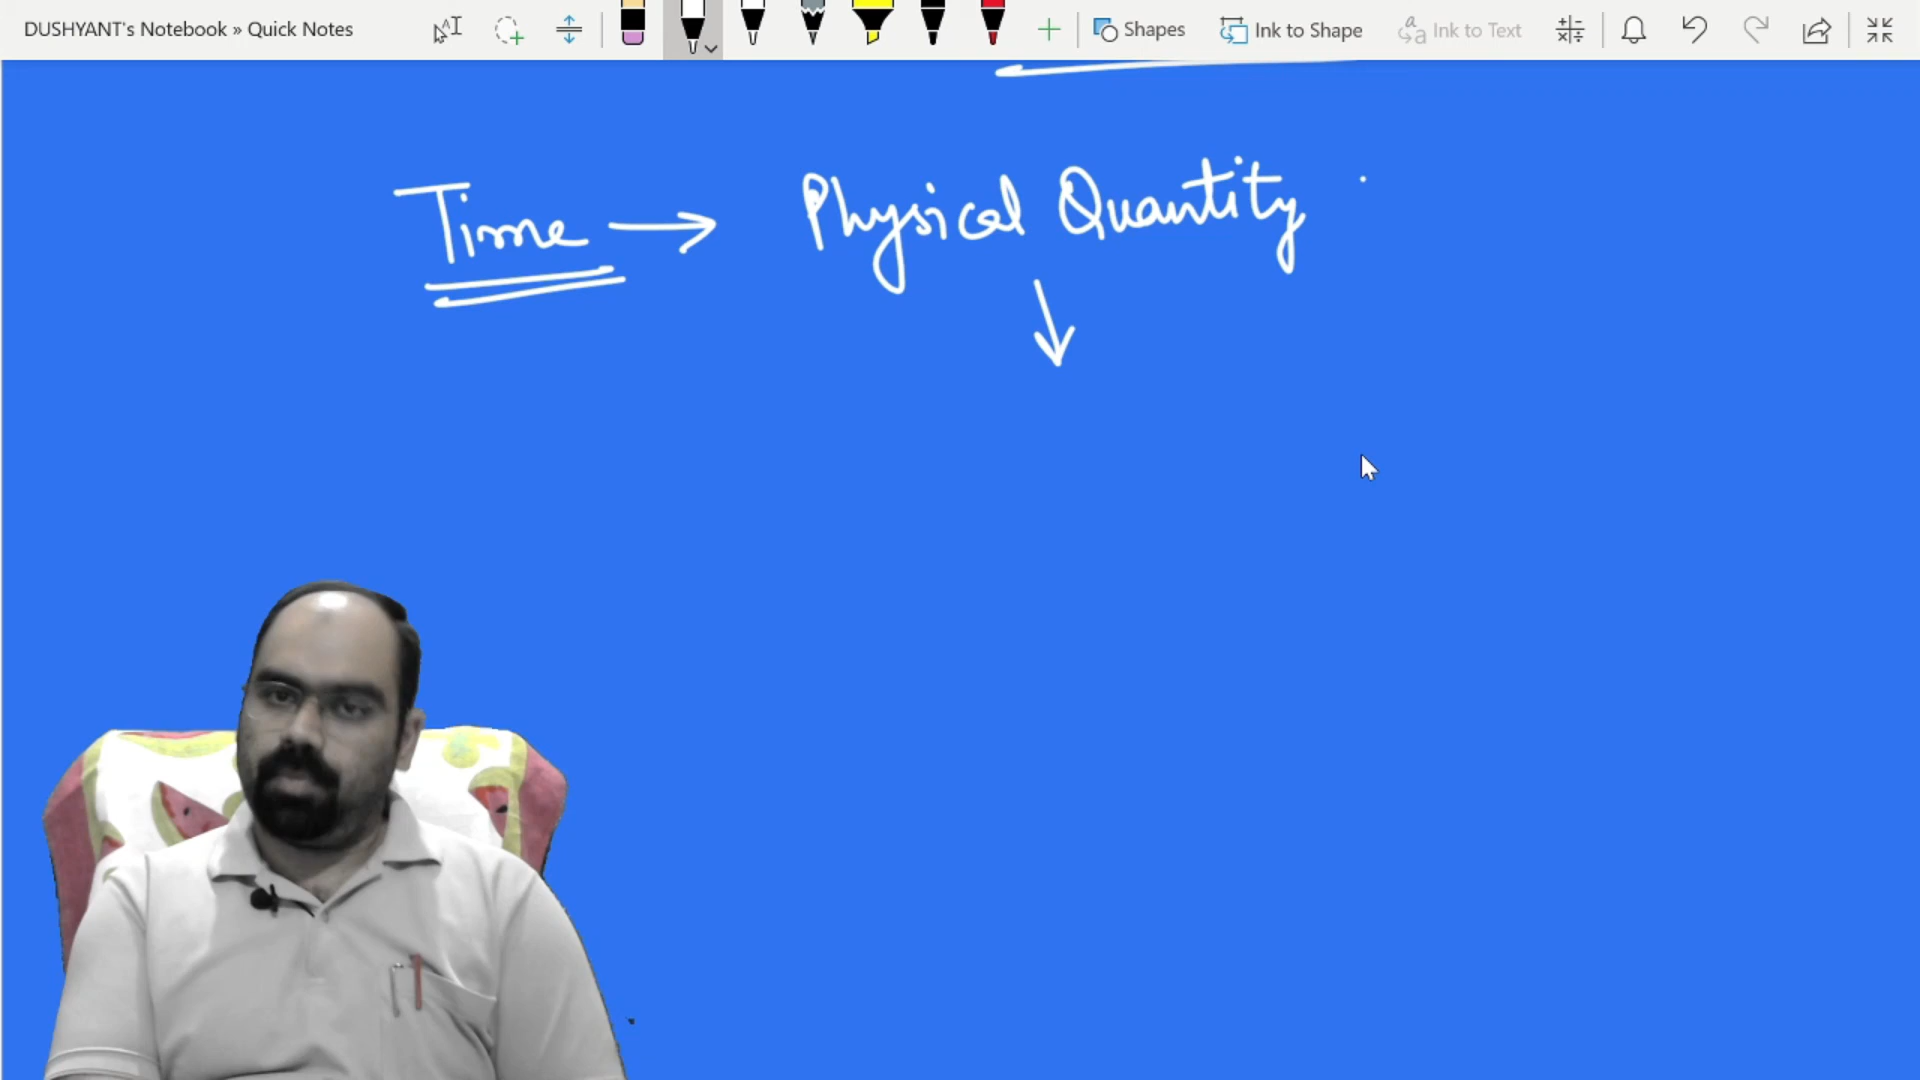 DUSHYANT's Notebook » Quick Notes
Shapes
Ink to Shape
Ink to Text
Time → Physical Quantity
↓